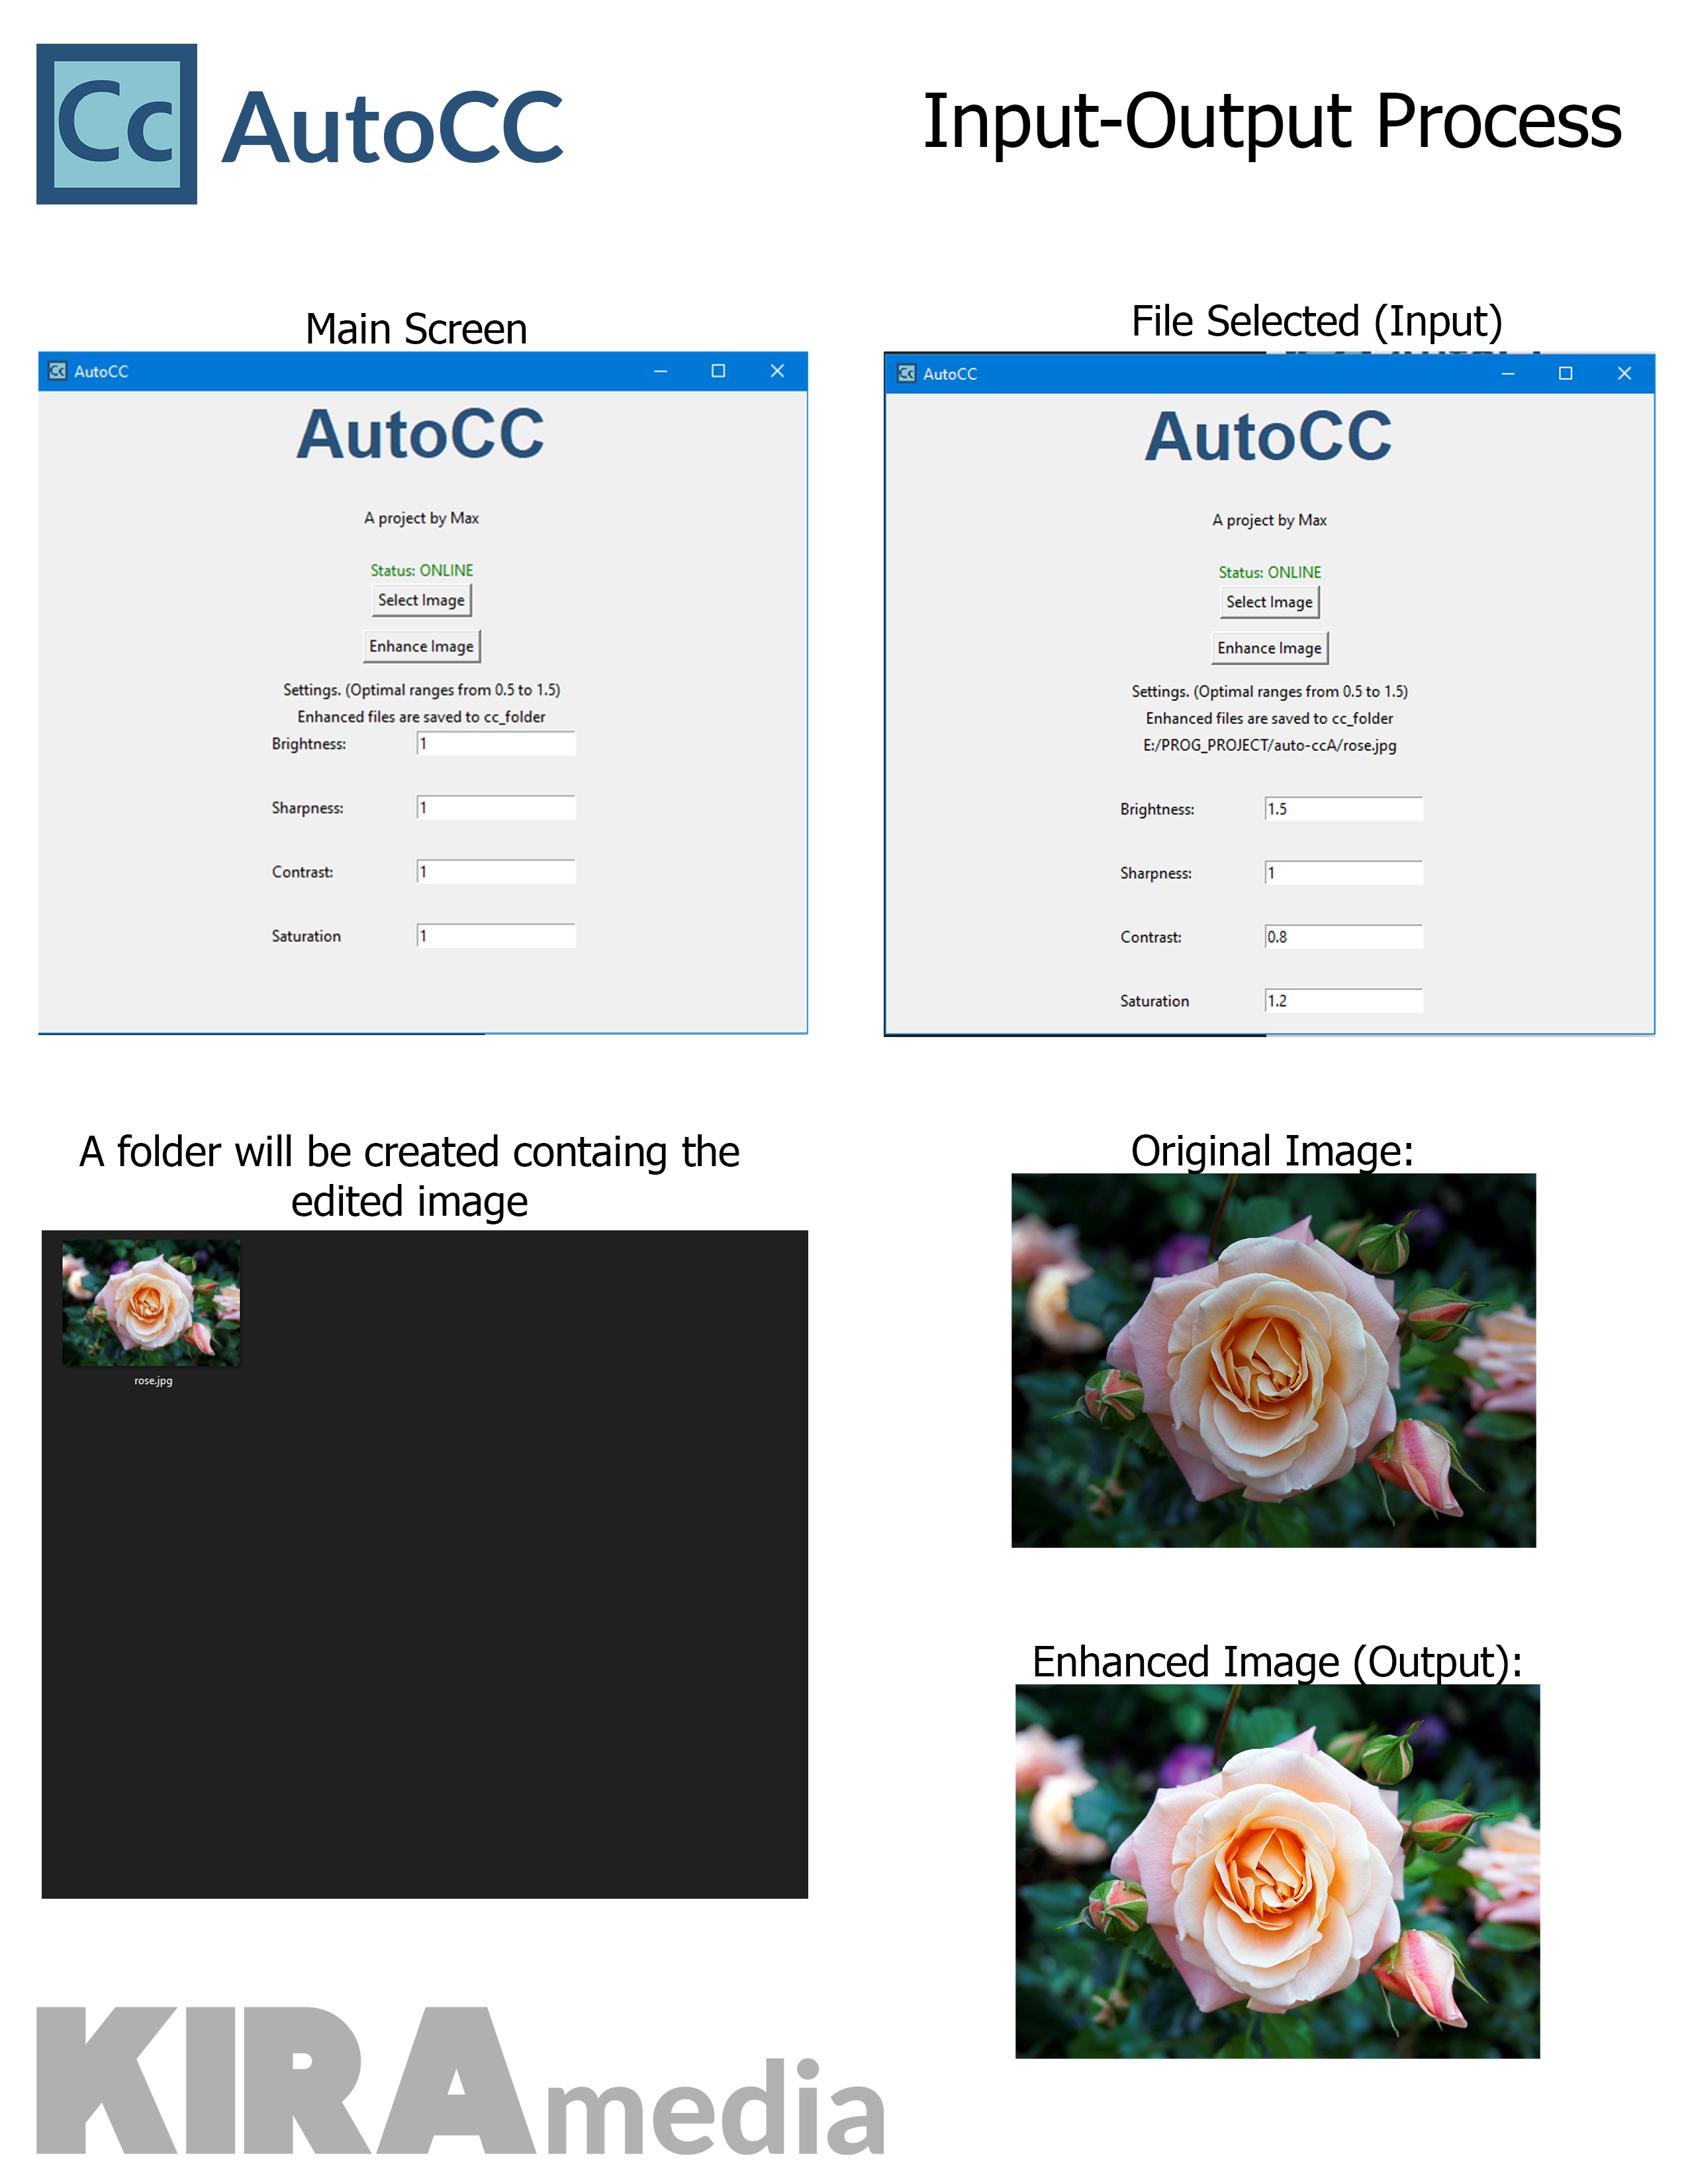 Cc AutoCC
Input-Output Process
Main Screen
Cc AutoCC
AutoCC
A project by Max
Status: ONLINE
Select Image
Enhance Image
Settings. (Optimal ranges from 0.5 to 1.5)
Enhanced files are saved to cc_folder
Brightness: 1
Sharpness: 1
Contrast: 1
Saturation 1
File Selected (Input)
Cc AutoCC
AutoCC
A project by Max
Status: ONLINE
Select Image
Enhance Image
Settings. (Optimal ranges from 0.5 to 1.5)
Enhanced files are saved to cc_folder
E:/PROG_PROJECT/auto-ccA/rose.jpg
Brightness: 1.5
Sharpness: 1
Contrast: 0.8
Saturation 1.2
A folder will be created containg the
edited image
rose.jpg
Original Image:
Enhanced Image (Output):
KIRAmedia